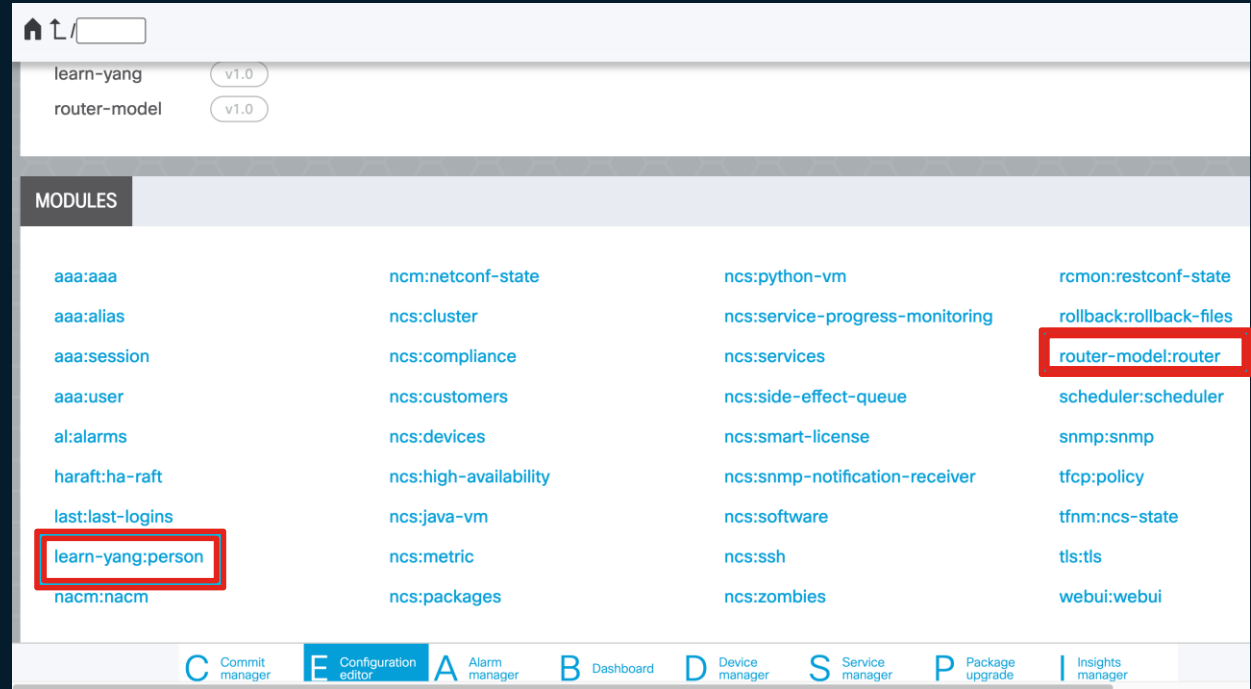 /
learn-yang v1.0
router-model v1.0
MODULES
aaa:aaa ncm:netconf-state ncs:python-vm rcmon:restconf-state
aaa:alias ncs:cluster ncs:service-progress-monitoring rollback:rollback-files
aaa:session ncs:compliance ncs:services router-model:router
aaa:user ncs:customers ncs:side-effect-queue scheduler:scheduler
al:alarms ncs:devices ncs:smart-license snmp:snmp
haraft:ha-raft ncs:high-availability ncs:snmp-notification-receiver tfcp:policy
last:last-logins ncs:java-vm ncs:software tfnm:ncs-state
learn-yang:person ncs:metric ncs:ssh tls:tls
nacm:nacm ncs:packages ncs:zombies webui:webui
C Commit manager E Configuration editor A Alarm manager B Dashboard D Device manager S Service manager P Package upgrade I Insights manager